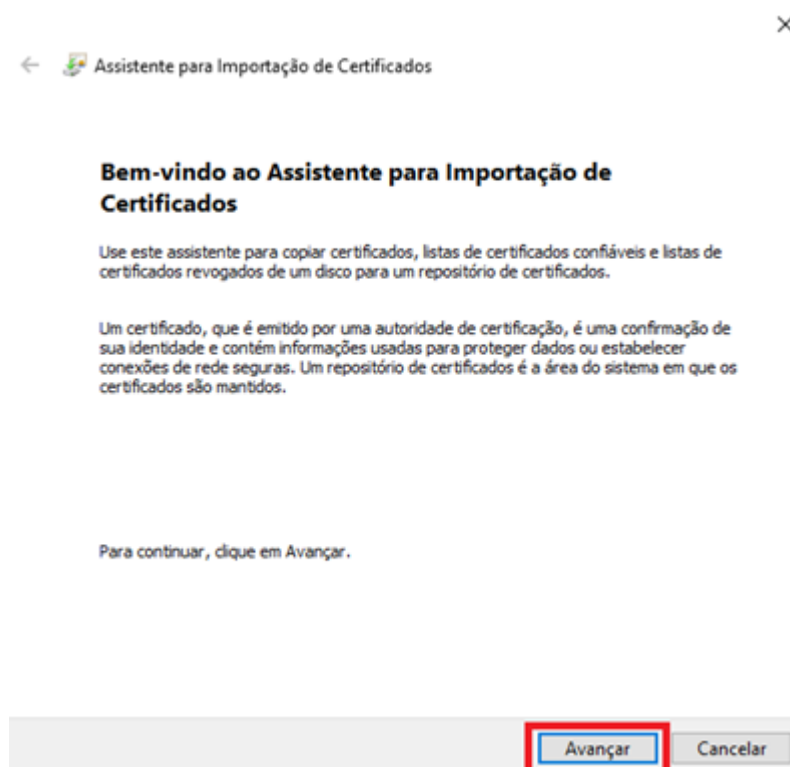 Assistente para Importação de Certificados
Bem-vindo ao Assistente para Importação de
Certificados
Use este assistente para copiar certificados, listas de certificados confiáveis e listas de
certificados revogados de um disco para um repositório de certificados.
Um certificado, que é emitido por uma autoridade de certificação, é uma confirmação de
sua identidade e contém informações usadas para proteger dados ou estabelecer
conexões de rede seguras. Um repositório de certificados é a área do sistema em que os
certificados são mantidos.
Para continuar, clique em Avançar.
Avançar Cancelar